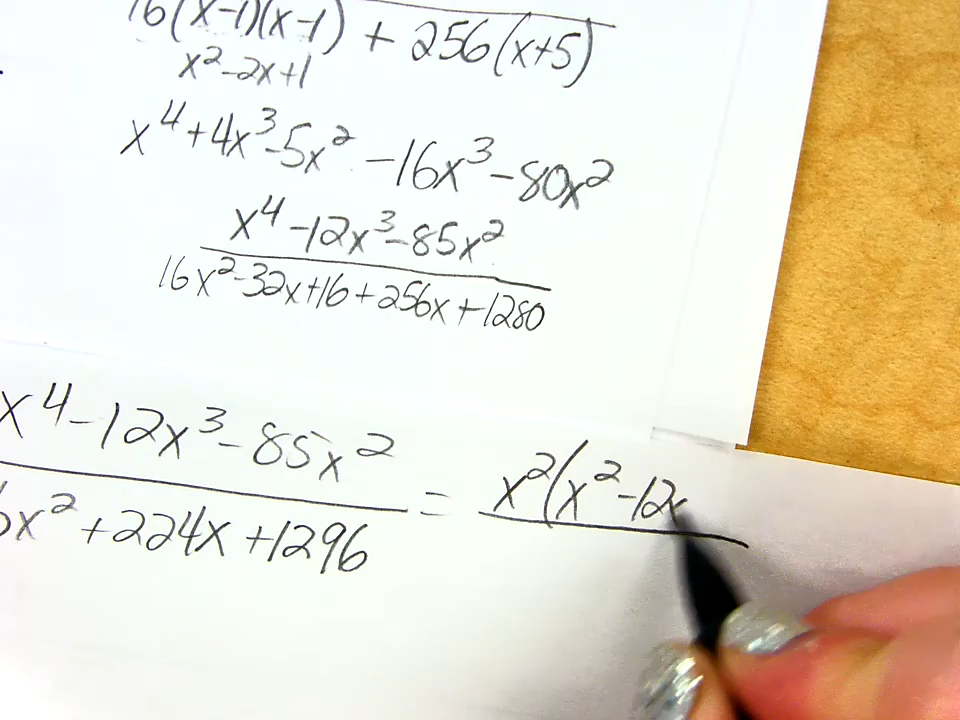 16(x-1)(x-1) + 256(x+5)
x²-2x+1
x⁴+4x³-5x² -16x³-80x²
x⁴-12x³-85x²
16x²-32x+16+256x+1280
x⁴-12x³-85x² = x²(x²-12x
6x²+224x+1296